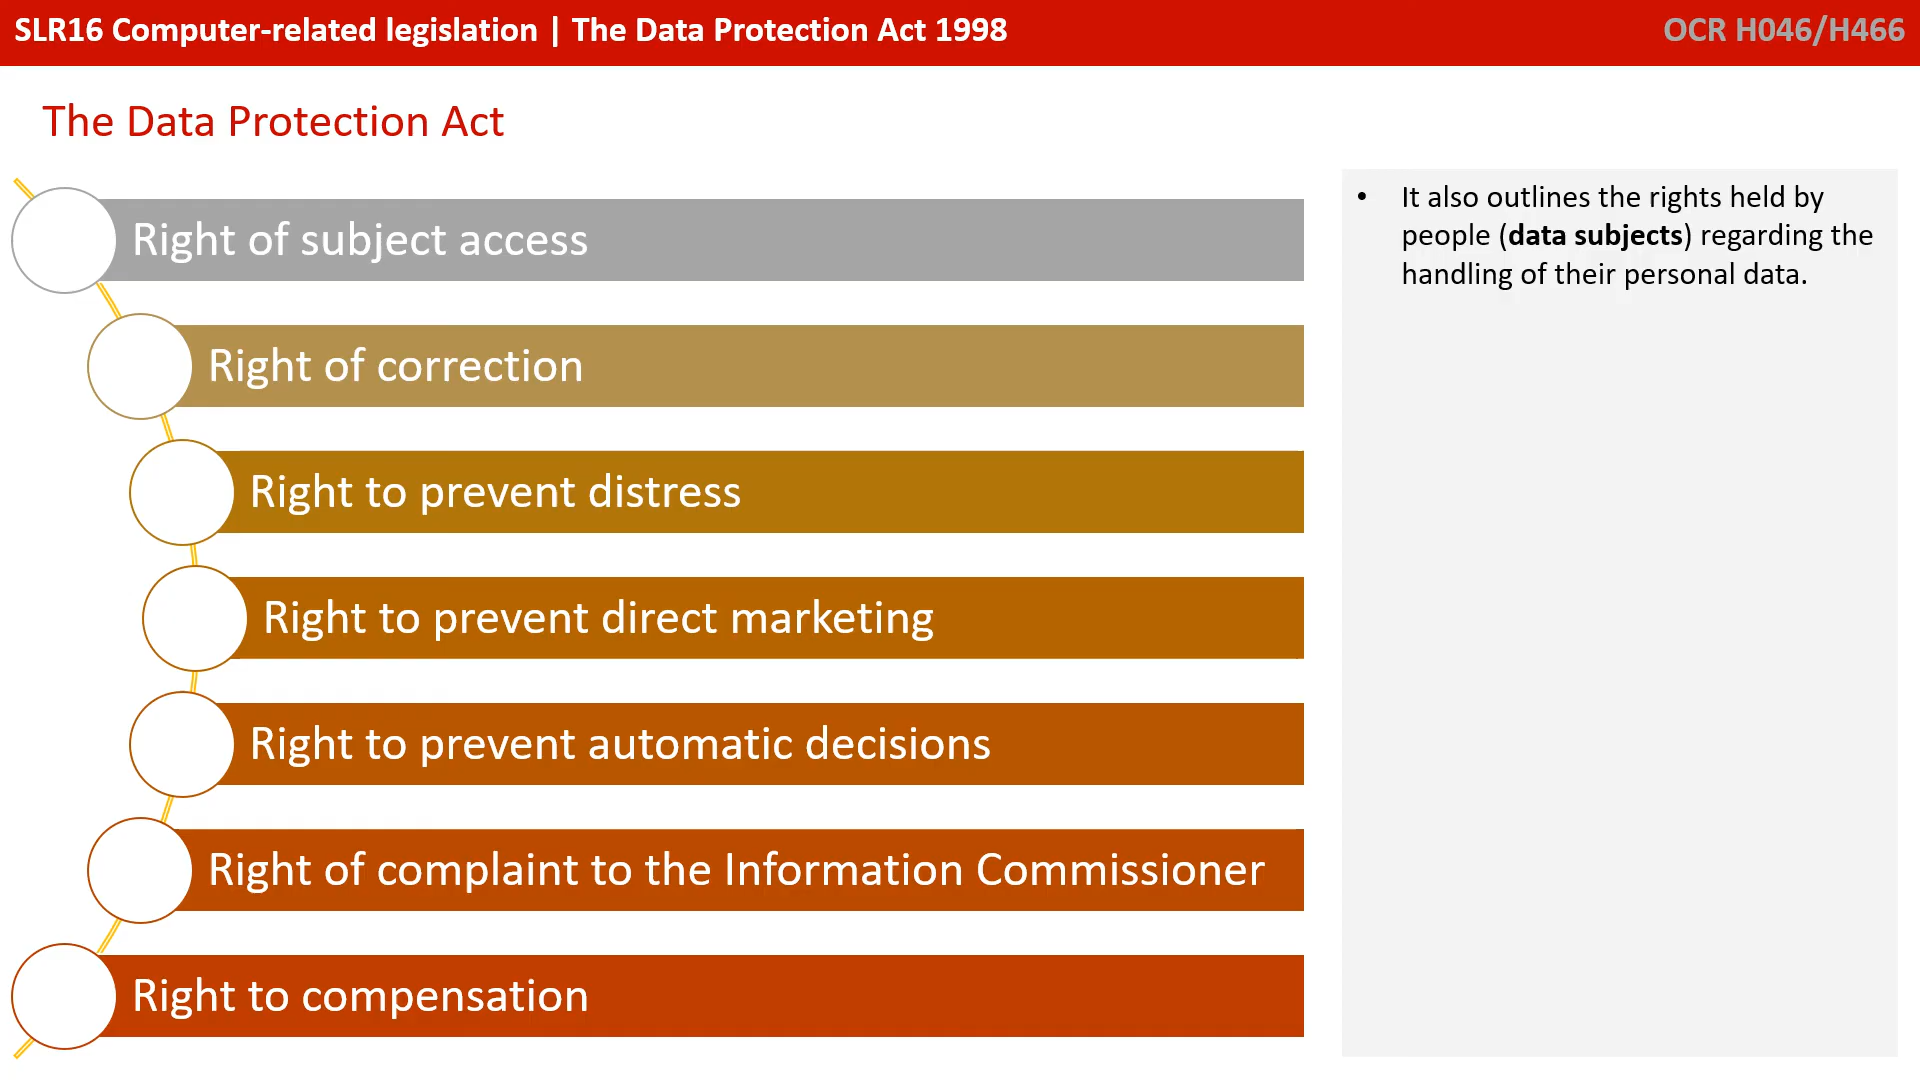 SLR16 Computer-related legislation | The Data Protection Act 1998
OCR H046/H466
The Data Protection Act
Right of subject access
Right of correction
Right to prevent distress
Right to prevent direct marketing
Right to prevent automatic decisions
Right of complaint to the Information Commissioner
Right to compensation
• It also outlines the rights held by
people (data subjects) regarding the
handling of their personal data.